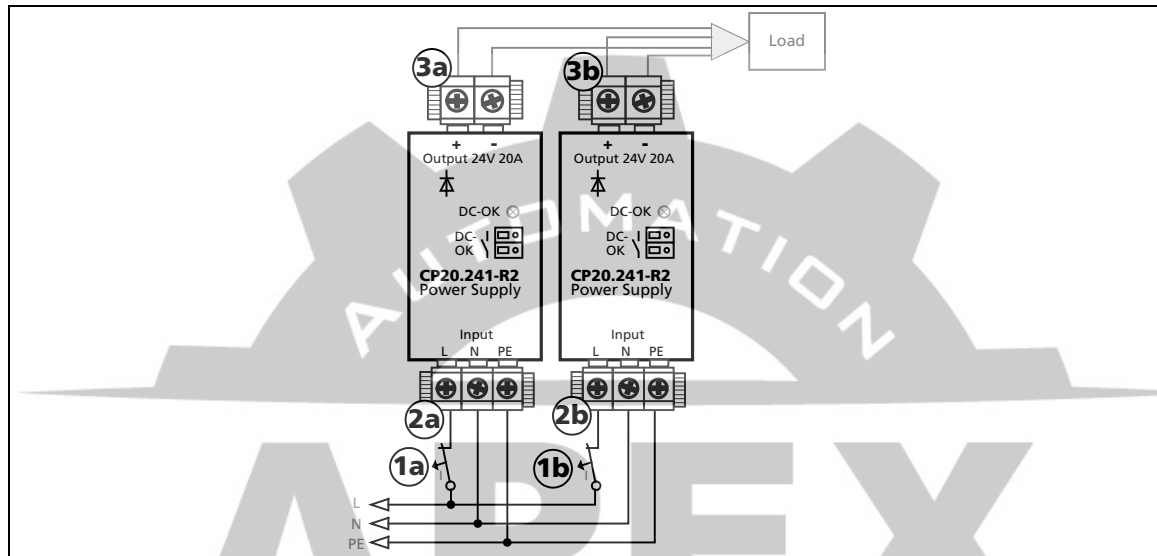 Load
3a
3b
+ -
Output 24V 20A
DC-OK
DC-
OK
CP20.241-R2
Power Supply
Input
L N PE
+ -
Output 24V 20A
DC-OK
DC-
OK
CP20.241-R2
Power Supply
Input
L N PE
2a
2b
1a
1b
I
I
L
N
PE
AUTOMATION
APEX